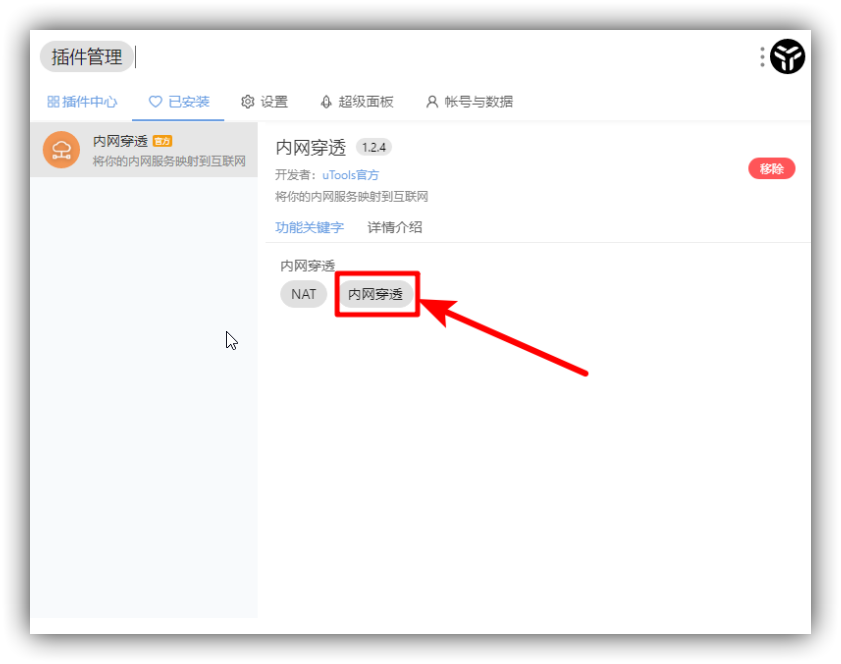 插件管理
插件中心 已安装 设置 超级面板 帐号与数据
内网穿透 官方
将你的内网服务映射到互联网
内网穿透 1.2.4
开发者：uTools官方
移除
将你的内网服务映射到互联网
功能关键字 详情介绍
内网穿透
NAT 内网穿透